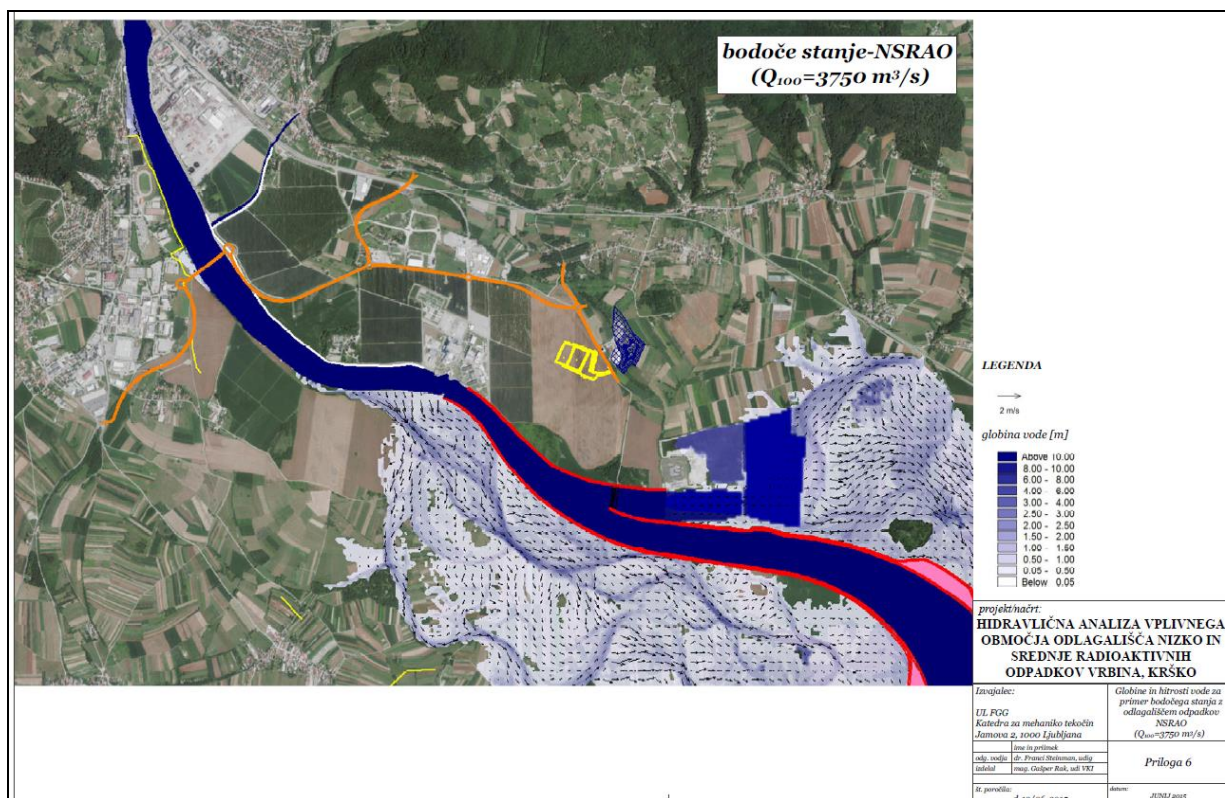 bodoče stanje-NSRAO
(Q100=3750 m³/s)
LEGENDA
2 m/s
globina vode [m]
Above 10.00
8.00 - 10.00
6.00 - 8.00
4.00 - 6.00
3.00 - 4.00
2.50 - 3.00
2.00 - 2.50
1.50 - 2.00
1.00 - 1.50
0.50 - 1.00
0.05 - 0.50
Below 0.05
projekt/načrt:
HIDRAVLIČNA ANALIZA VPLIVNEGA
OBMOČJA ODLAGALIŠČA NIZKO IN
SREDNJE RADIOAKTIVNIH
ODPADKOV VRBINA, KRŠKO
Izvajalec:
UL FGG
Katedra za mehaniko tekočin
Jamova 2, 1000 Ljubljana
Globine in hitrosti vode za
primer bodočega stanja z
odlagališčem odpadkov
NSRAO
(Q100=3750 m³/s)
ime in priimek
odg. vodja dr. Franci Steinman, udig
izdelal mag. Gašper Rak, udi VKI
Priloga 6
št. poročila:
datum:
JUNIJ 2015